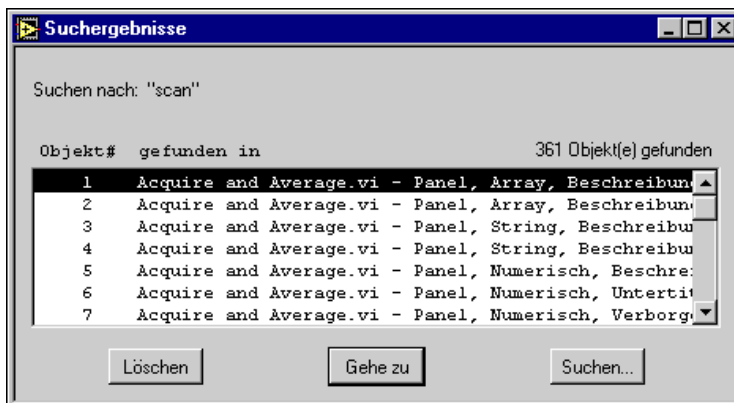 Suchergebnisse
Suchen nach: "scan"
Objekt# gefunden in 361 Objekt(e) gefunden
1 Acquire and Average.vi - Panel, Array, Beschreibun
2 Acquire and Average.vi - Panel, Array, Beschreibun
3 Acquire and Average.vi - Panel, String, Beschreibu
4 Acquire and Average.vi - Panel, String, Beschreibu
5 Acquire and Average.vi - Panel, Numerisch, Beschrei
6 Acquire and Average.vi - Panel, Numerisch, Untertit
7 Acquire and Average.vi - Panel, Numerisch, Verborg
Löschen Gehe zu Suchen...